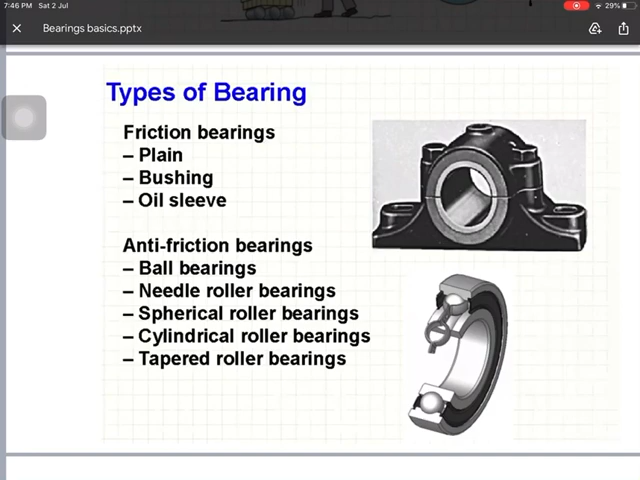 7:46 PM Sat 2 Jul
29%
Bearings basics.pptx
Types of Bearing
Friction bearings
– Plain
– Bushing
– Oil sleeve
Anti-friction bearings
– Ball bearings
– Needle roller bearings
– Spherical roller bearings
– Cylindrical roller bearings
– Tapered roller bearings